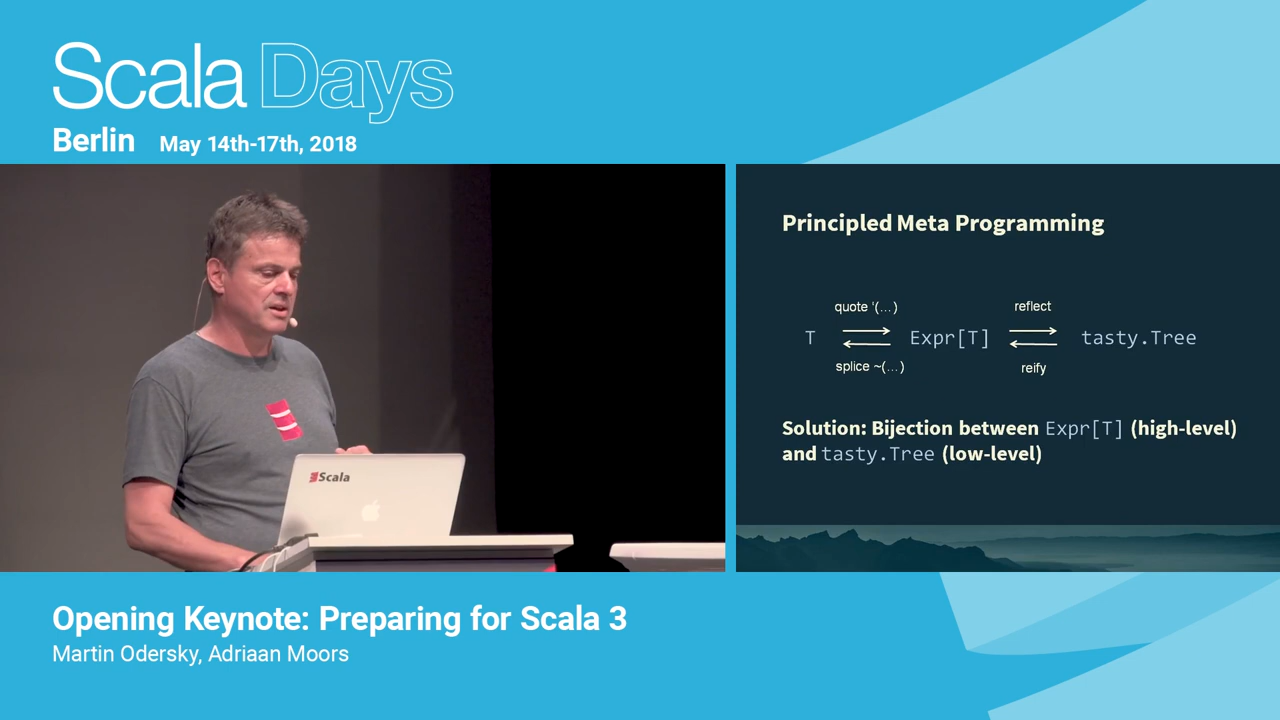 Scala Days
Berlin May 14th-17th, 2018
Principled Meta Programming
quote '(...) reflect
T Expr[T] tasty.Tree
splice ~(...) reify
Solution: Bijection between Expr[T] (high-level)
and tasty.Tree (low-level)
Scala
Opening Keynote: Preparing for Scala 3
Martin Odersky, Adriaan Moors